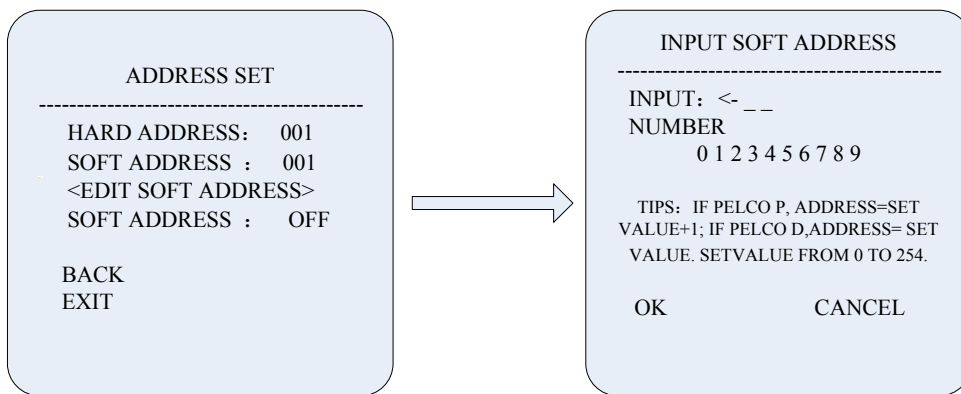 ADDRESS SET
-------------------------------------------
HARD ADDRESS： 001
SOFT ADDRESS ： 001
<EDIT SOFT ADDRESS>
SOFT ADDRESS ： OFF
BACK
EXIT
INPUT SOFT ADDRESS
-------------------------------------------
INPUT： <- _ _
NUMBER
0 1 2 3 4 5 6 7 8 9
TIPS：IF PELCO P, ADDRESS=SET
VALUE+1; IF PELCO D,ADDRESS= SET
VALUE. SETVALUE FROM 0 TO 254.
OK CANCEL